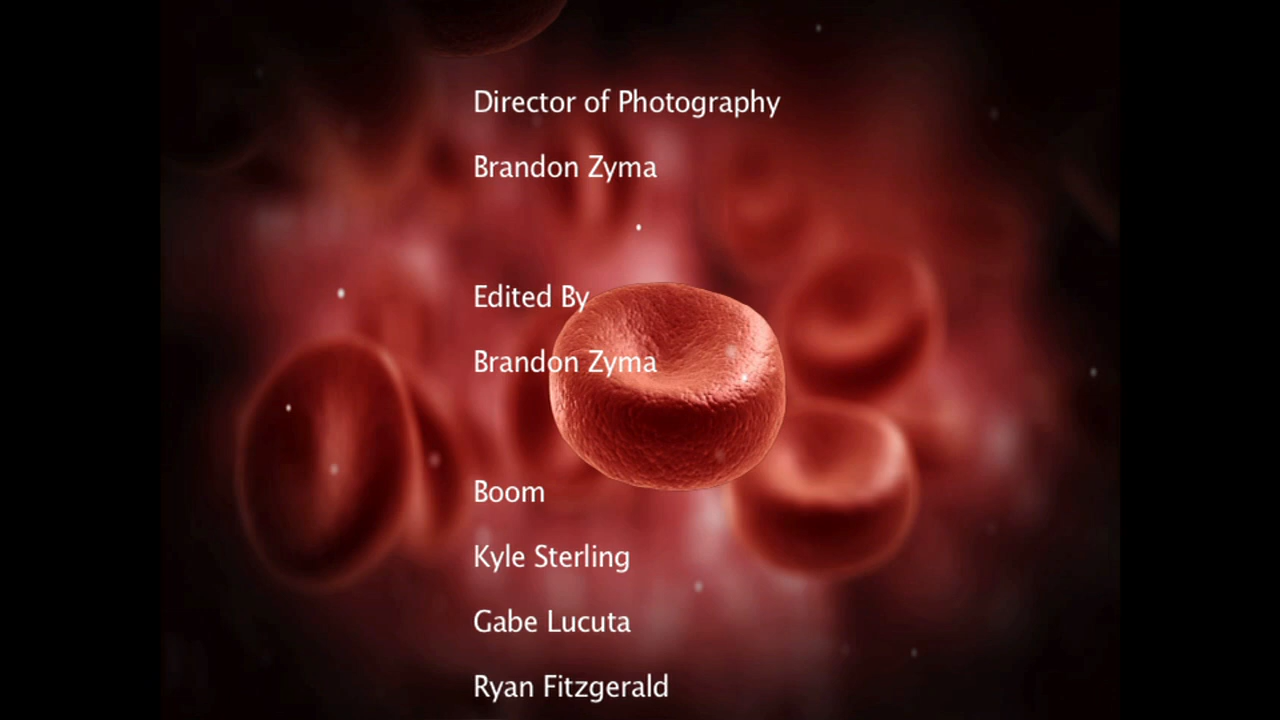 Director of Photography
Brandon Zyma
Edited By
Brandon Zyma
Boom
Kyle Sterling
Gabe Lucuta
Ryan Fitzgerald